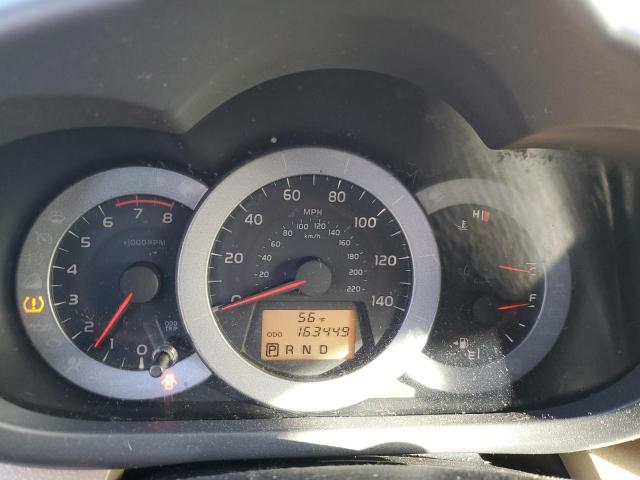 0 1 2 3 4 5 6 7 8
x1000RPM
ODO
TRIP
0 20 40 60 80 100 120 140
MPH
20 40 60 80 100 120 140 160 180 200 220
km/h
56°F
ODO 163449
P R N D
H
C
F
E